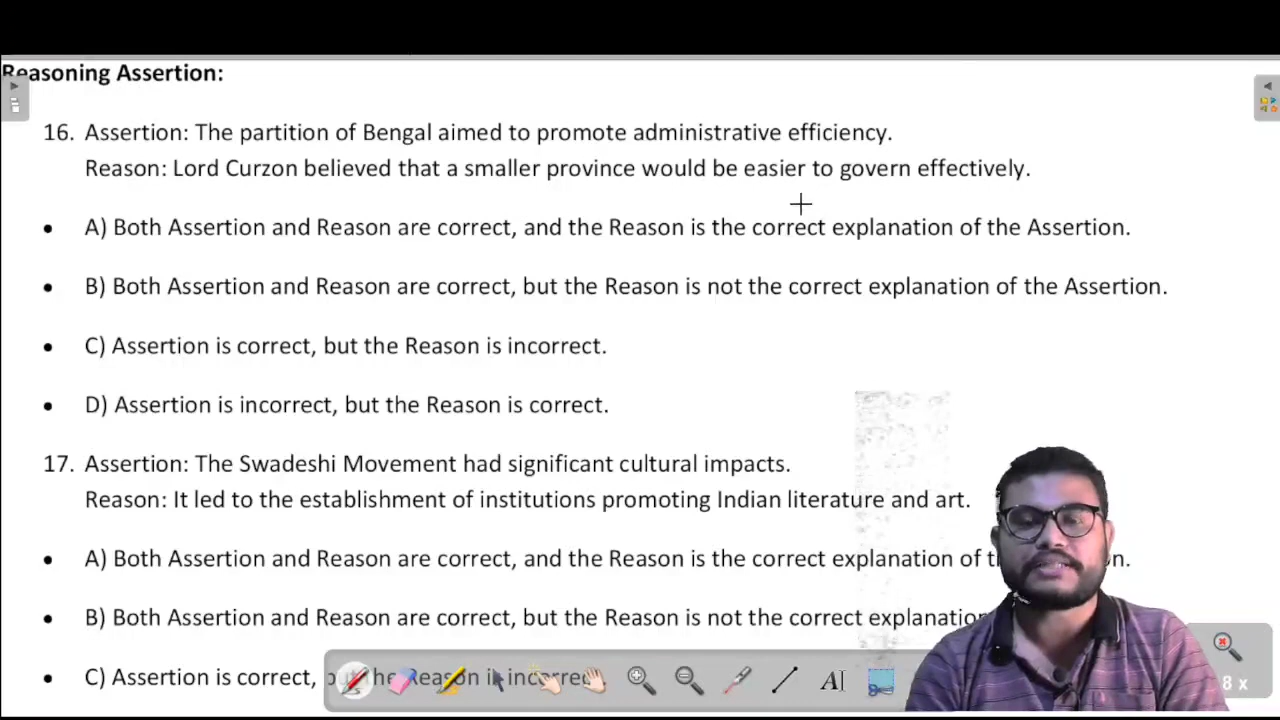 Reasoning Assertion:
16. Assertion: The partition of Bengal aimed to promote administrative efficiency.
Reason: Lord Curzon believed that a smaller province would be easier to govern effectively.
• A) Both Assertion and Reason are correct, and the Reason is the correct explanation of the Assertion.
• B) Both Assertion and Reason are correct, but the Reason is not the correct explanation of the Assertion.
• C) Assertion is correct, but the Reason is incorrect.
• D) Assertion is incorrect, but the Reason is correct.
17. Assertion: The Swadeshi Movement had significant cultural impacts.
Reason: It led to the establishment of institutions promoting Indian literature and art.
• A) Both Assertion and Reason are correct, and the Reason is the correct explanation of
• B) Both Assertion and Reason are correct, but the Reason is not the correct explanation
• C) Assertion is correct, but the Reason is incorrect.
8 x